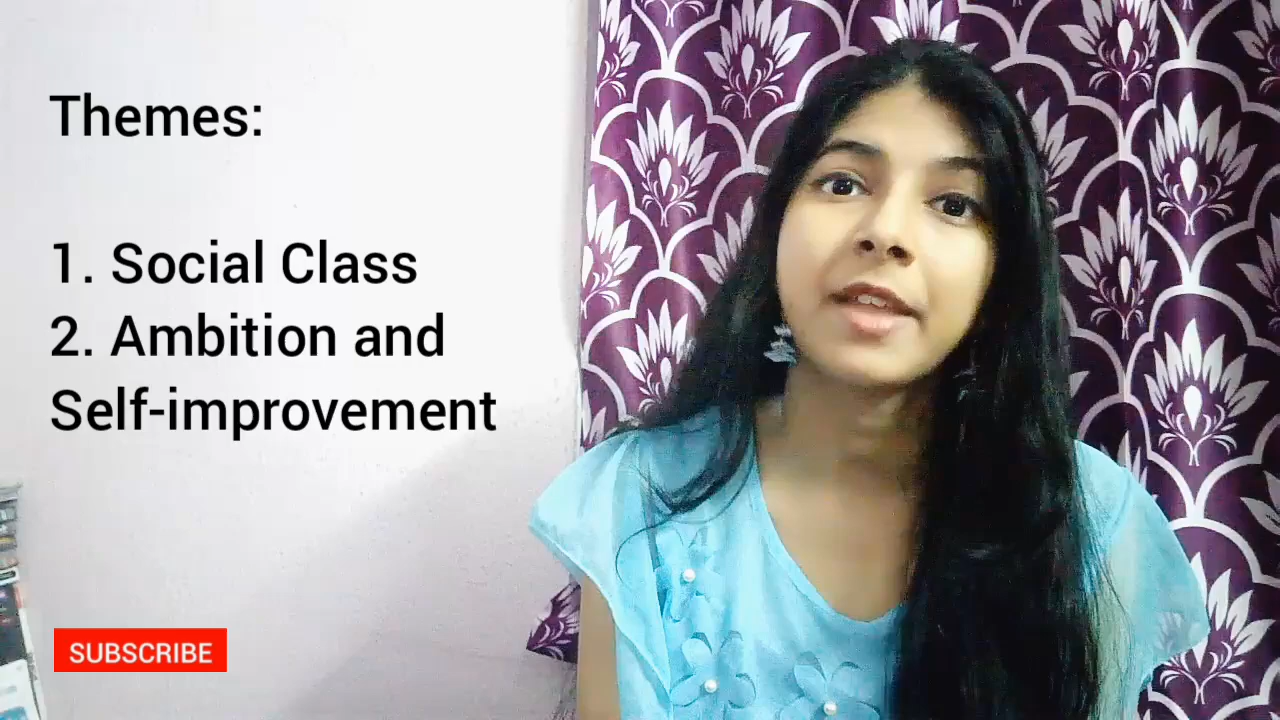 Themes:
1. Social Class
2. Ambition and
Self-improvement
SUBSCRIBE